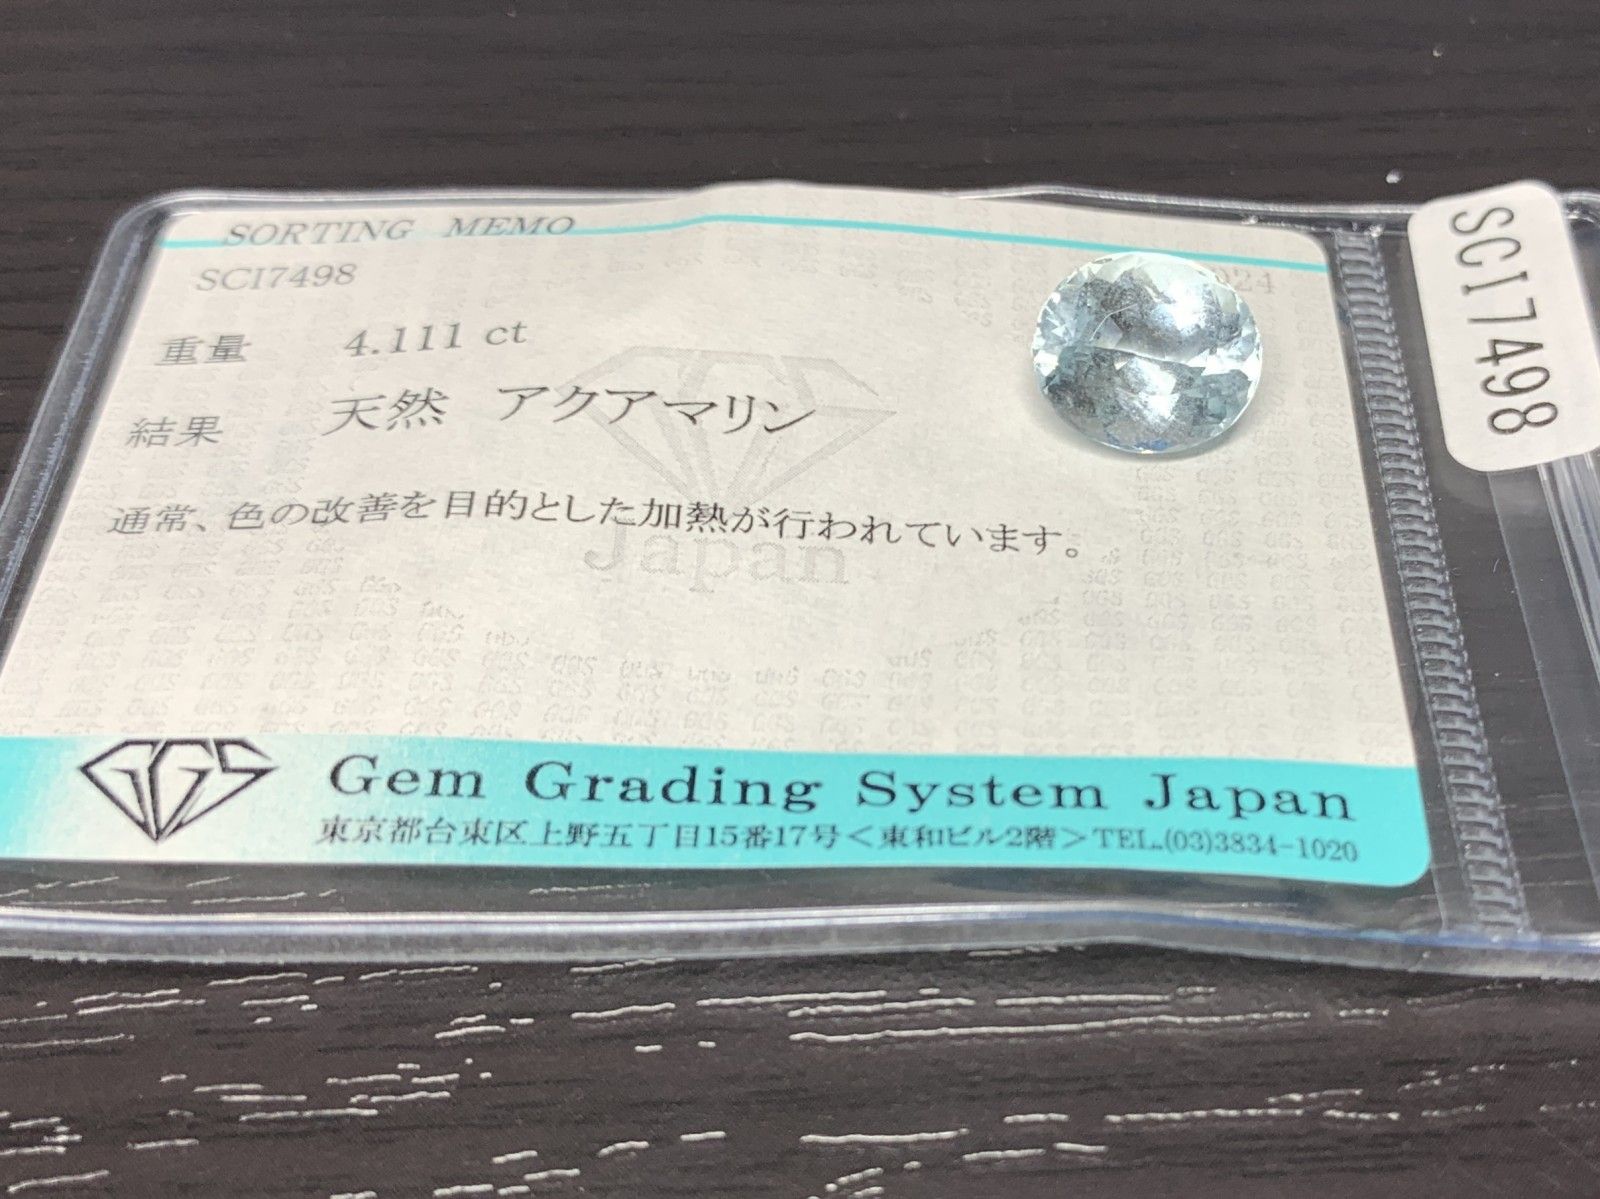 SORTING MEMO
SCI7498
24
重量 4.111 ct
結果 天然 アクアマリン
通常、色の改善を目的とした加熱が行われています。
Japan
GGS
Gem Grading System Japan
東京都台東区上野五丁目15番17号<東和ビル2階>TEL.(03)3834-1020
SCI7498